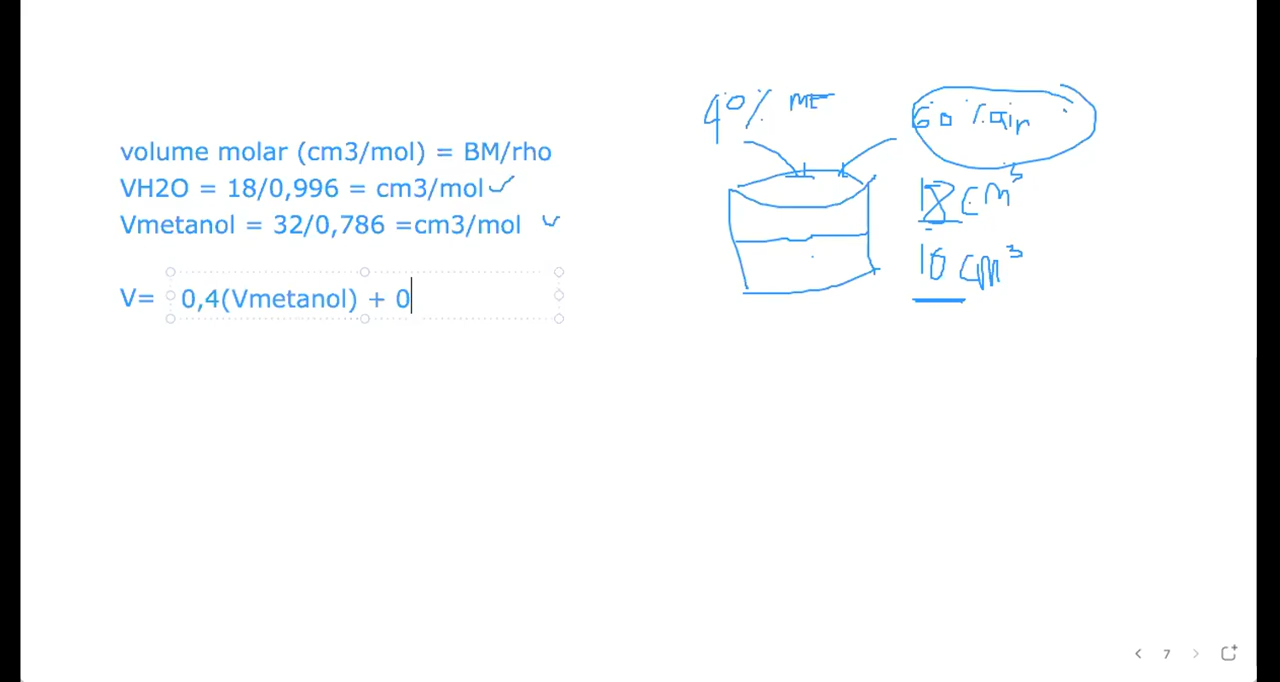 volume molar (cm3/mol) = BM/rho
VH2O = 18/0,996 = cm3/mol
Vmetanol = 32/0,786 =cm3/mol
V= 0,4(Vmetanol) + 0
40% ME
60 % air
18 cm³
10 cm³
7